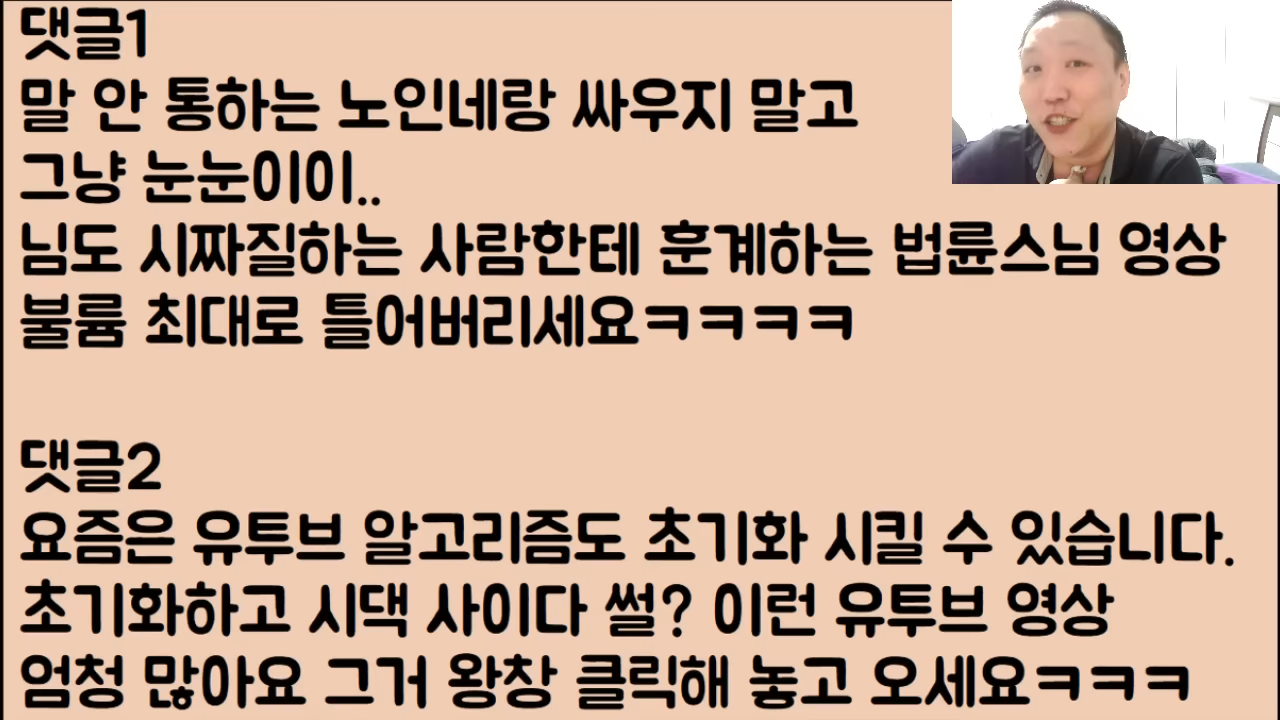 댓글1
말 안 통하는 노인네랑 싸우지 말고
그냥 눈눈이이..
님도 시짜질하는 사람한테 훈계하는 법륜스님 영상
불륨 최대로 틀어버리세요ㅋㅋㅋㅋ
댓글2
요즘은 유투브 알고리즘도 초기화 시킬 수 있습니다.
초기화하고 시댁 사이다 썰? 이런 유투브 영상
엄청 많아요 그거 왕창 클릭해 놓고 오세요ㅋㅋㅋ